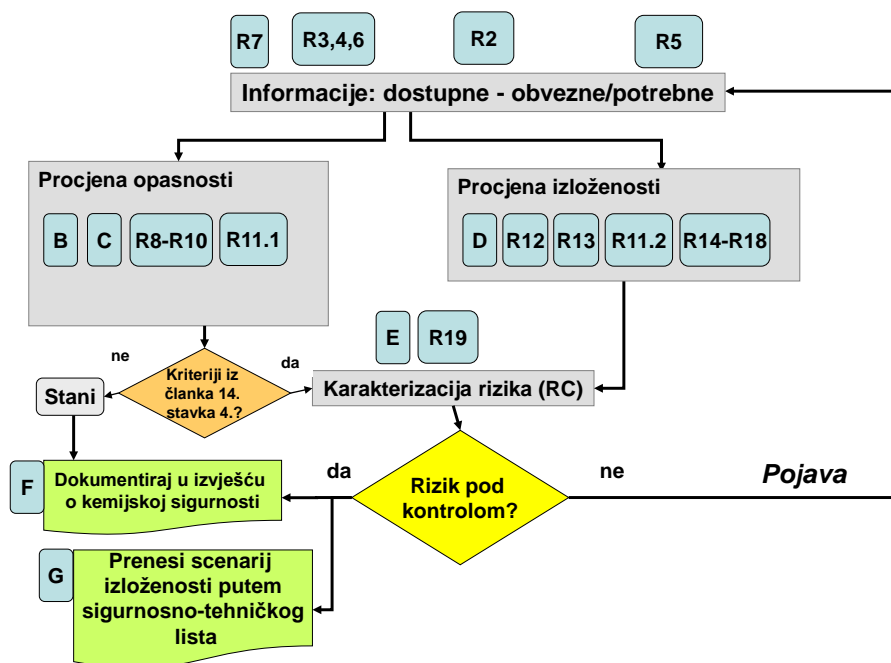 R7
R3,4,6
R2
R5
Informacije: dostupne - obvezne/potrebne
Procjena opasnosti
B
C
R8-R10
R11.1
Procjena izloženosti
D
R12
R13
R11.2
R14-R18
E
R19
ne
da
Kriteriji iz
članka 14.
stavka 4.?
Stani
Karakterizacija rizika (RC)
F
Dokumentiraj u izvješću
o kemijskoj sigurnosti
da
Rizik pod
kontrolom?
ne
Pojava
G
Prenesi scenarij
izloženosti putem
sigurnosno-tehničkog
lista